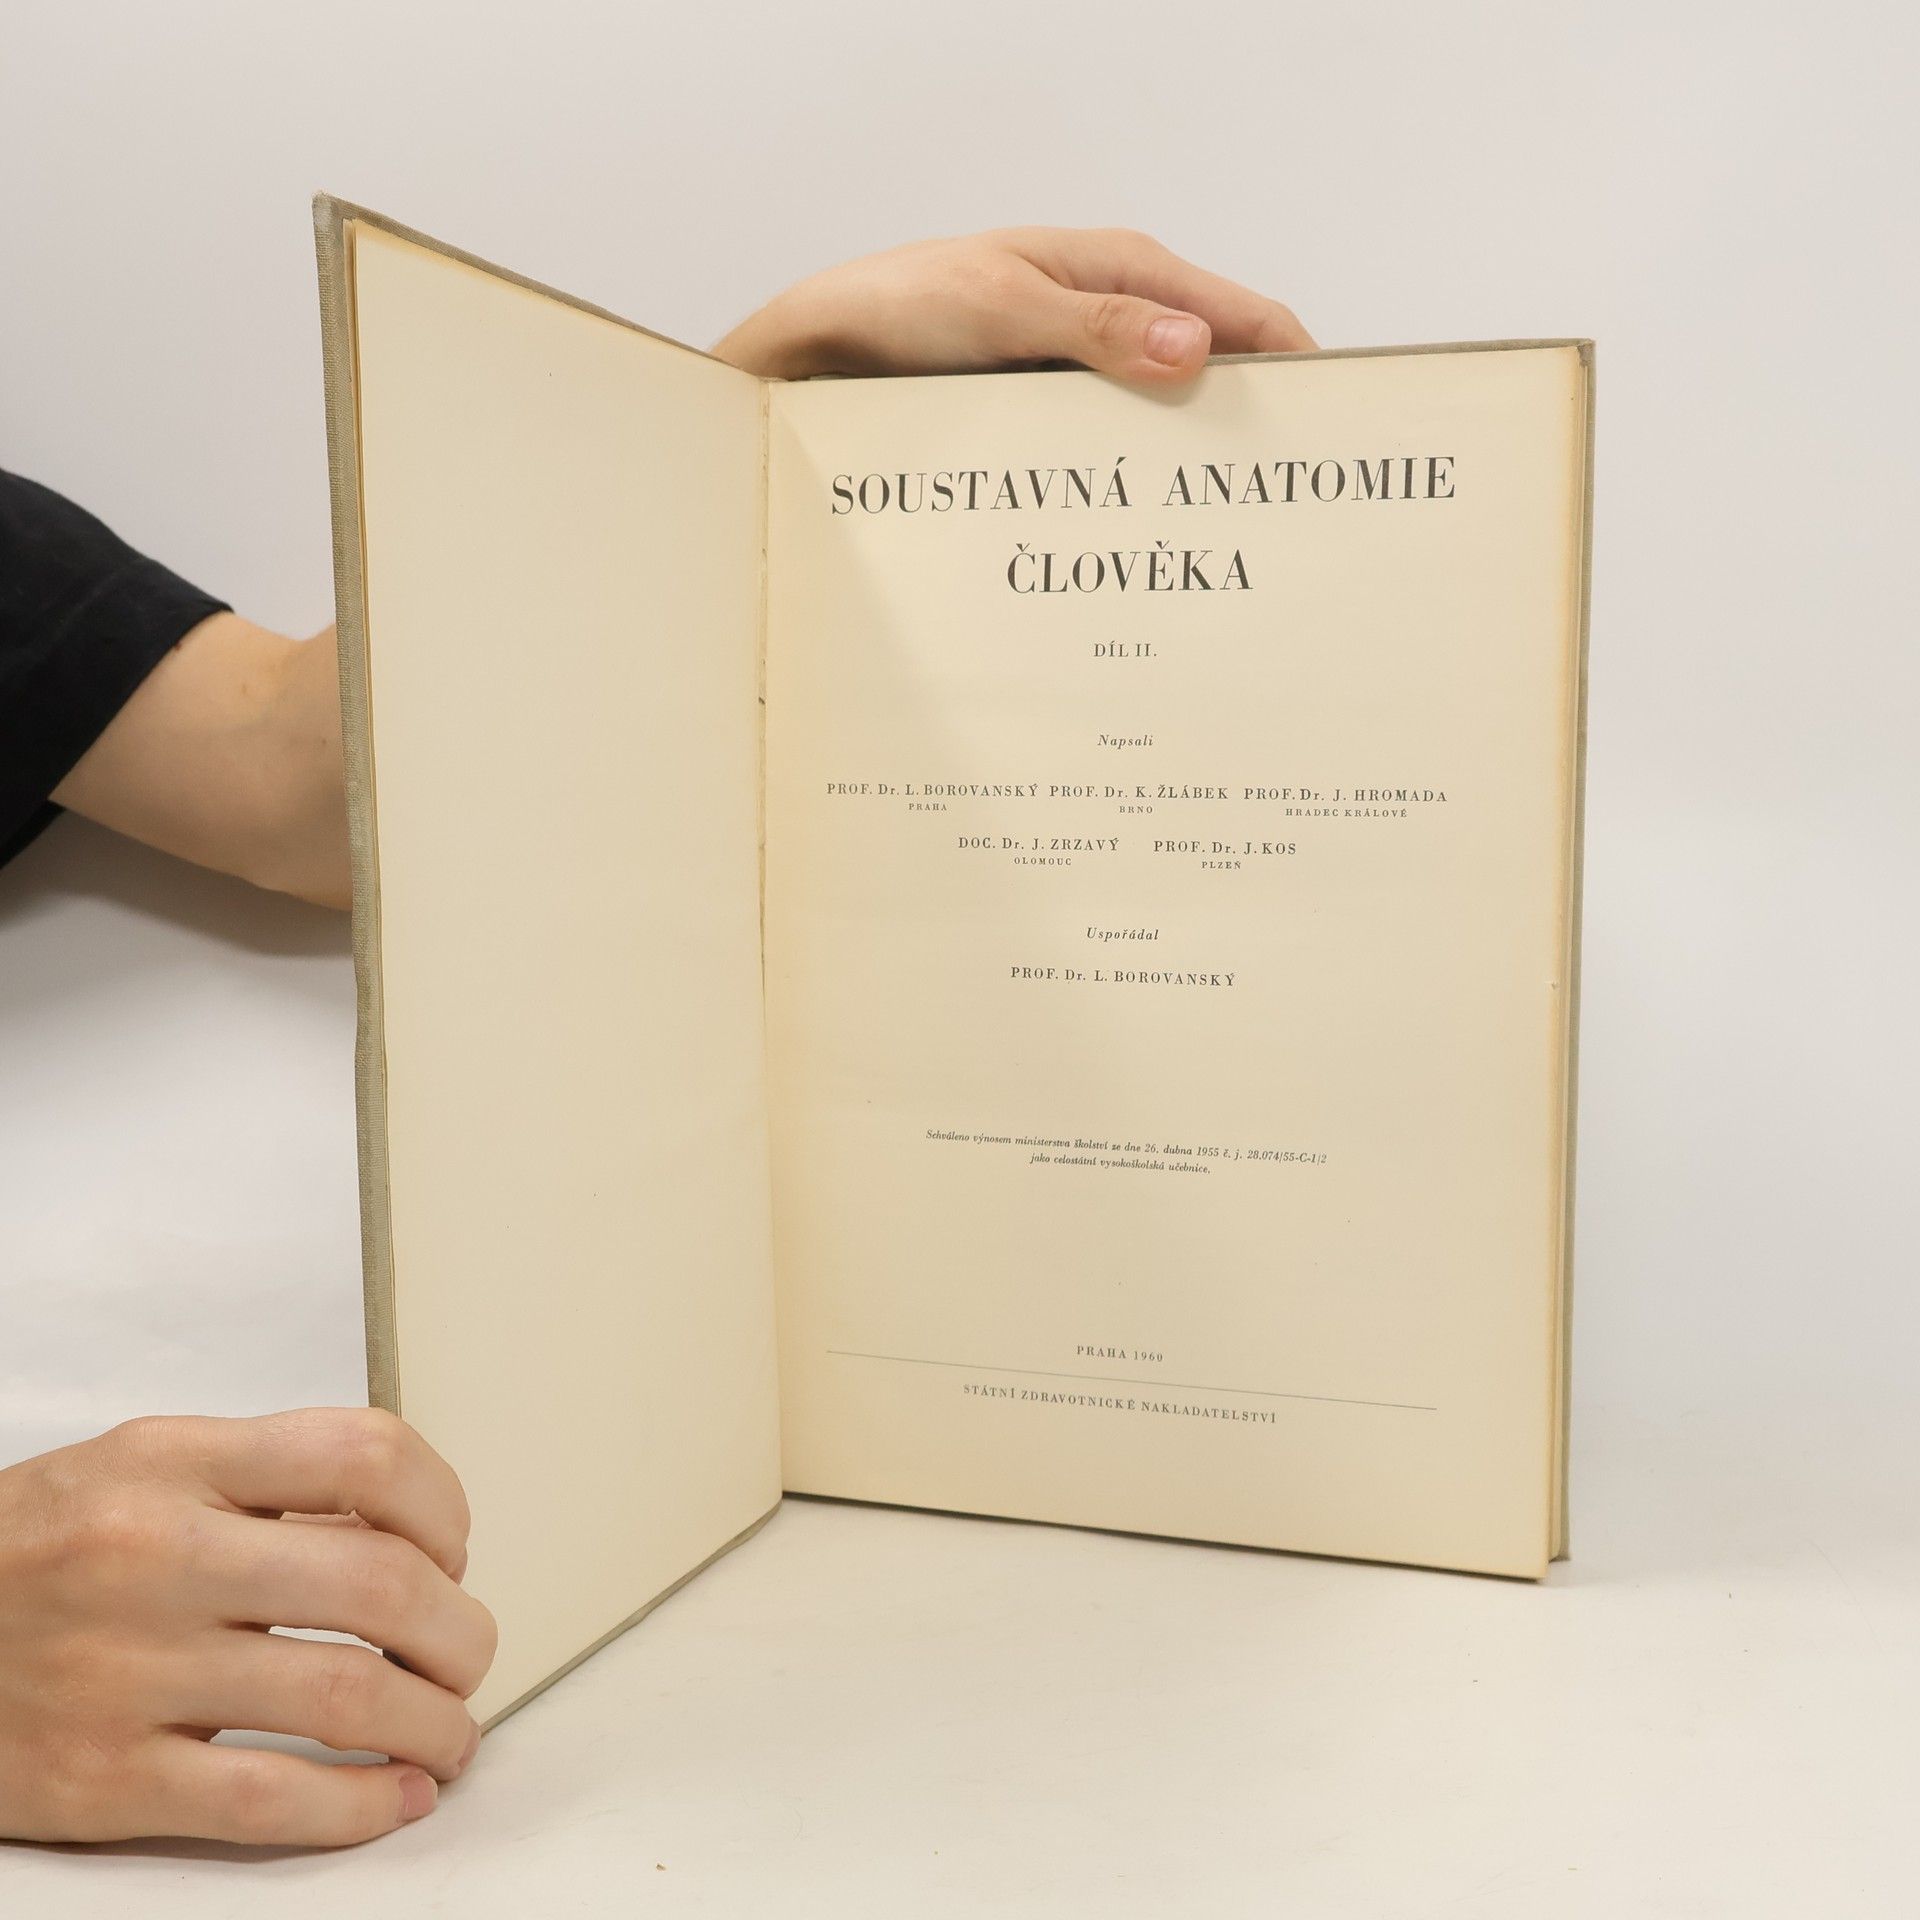 SOUSTAVNÁ ANATOMIE
ČLOVĚKA
DÍL II.
Napsali
PROF. Dr. L. BOROVANSKÝ PROF. Dr. K. ŽLÁBEK PROF. Dr. J. HROMADA
PRAHA BRNO HRADEC KRÁLOVÉ
DOC. Dr. J. ZRZAVÝ PROF. Dr. J. KOS
OLOMOUC PLZEŇ
Uspořádal
PROF. Dr. L. BOROVANSKÝ
Schváleno výnosem ministerstva školství ze dne 26. dubna 1955 č. j. 28.074/55-C-1/2
jako celostátní vysokoškolská učebnice.
PRAHA 1960
STÁTNÍ ZDRAVOTNICKÉ NAKLADATELSTVÍ